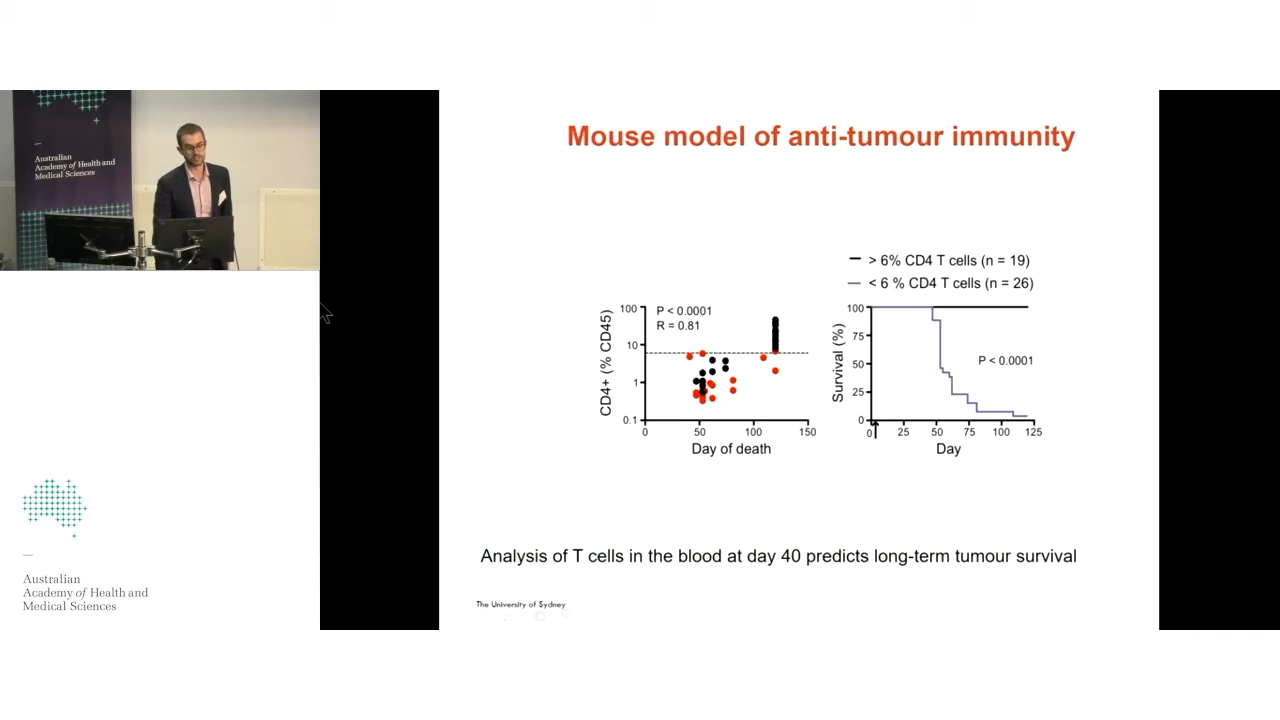 Australian
Academy of Health and
Medical Sciences
Mouse model of anti-tumour immunity
> 6% CD4 T cells (n = 19)
< 6 % CD4 T cells (n = 26)
P < 0.0001
R = 0.81
CD4+ (% CD45)
100
10
1
0.1
0 50 100 150
Day of death
Survival (%)
100
75
50
25
0
P < 0.0001
0 25 50 75 100 125
Day
Analysis of T cells in the blood at day 40 predicts long-term tumour survival
The University of Sydney
Australian
Academy of Health and
Medical Sciences